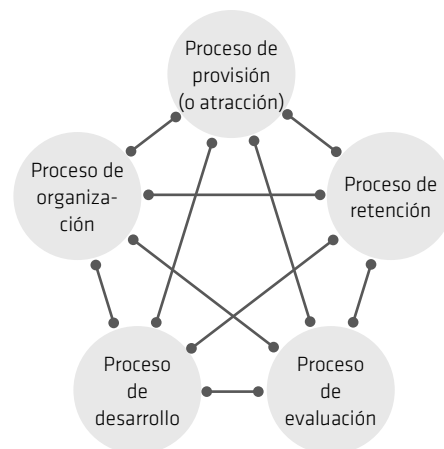 Proceso de
provisión
(o atracción)
Proceso de
organiza-
ción
Proceso de
retención
Proceso
de
desarrollo
Proceso
de
evaluación